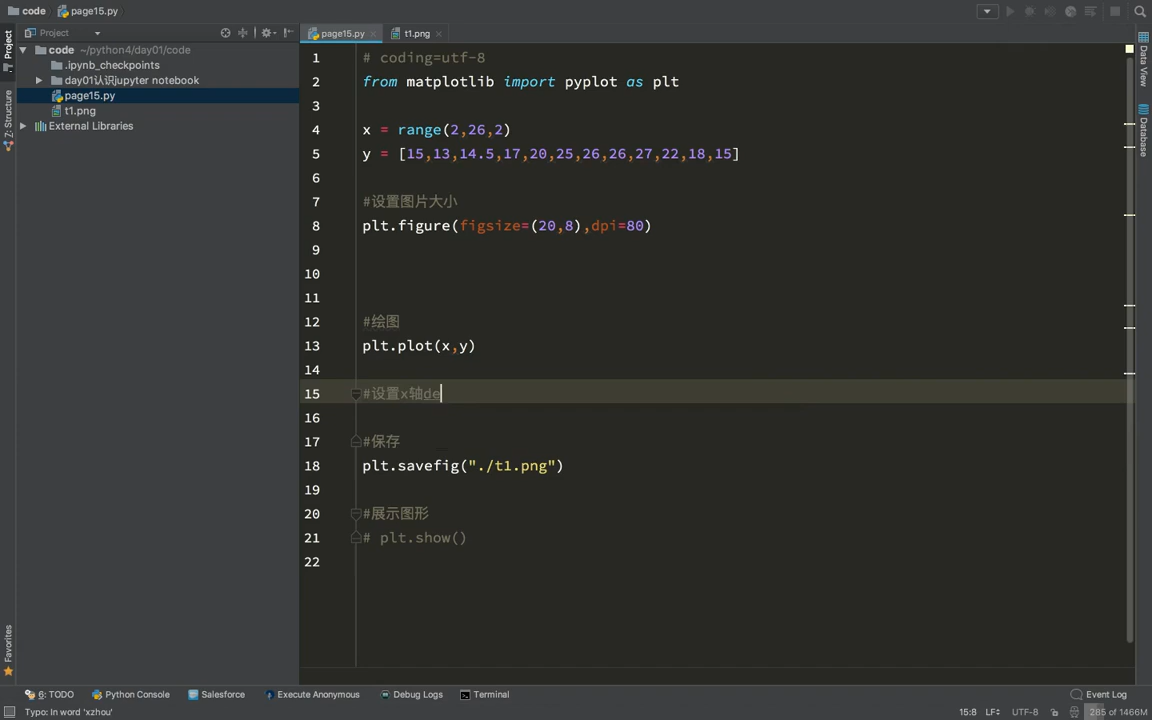 code
page15.py
Project
page15.py
t1.png
Project
code ~/python4/day01/code
.ipynb_checkpoints
day01认识jupyter notebook
page15.py
t1.png
External Libraries
Z: Structure
Favorites
1 # coding=utf-8
2 from matplotlib import pyplot as plt
3
4 x = range(2,26,2)
5 y = [15,13,14.5,17,20,25,26,26,27,22,18,15]
6
7 #设置图片大小
8 plt.figure(figsize=(20,8),dpi=80)
9
10
11
12 #绘图
13 plt.plot(x,y)
14
15 #设置x轴de
16
17 #保存
18 plt.savefig("./t1.png")
19
20 #展示图形
21 # plt.show()
22
Data View
Database
6: TODO
Python Console
Salesforce
Execute Anonymous
Debug Logs
Terminal
Event Log
Typo: In word 'xzhou'
15:8
LF
UTF-8
285 of 1466M